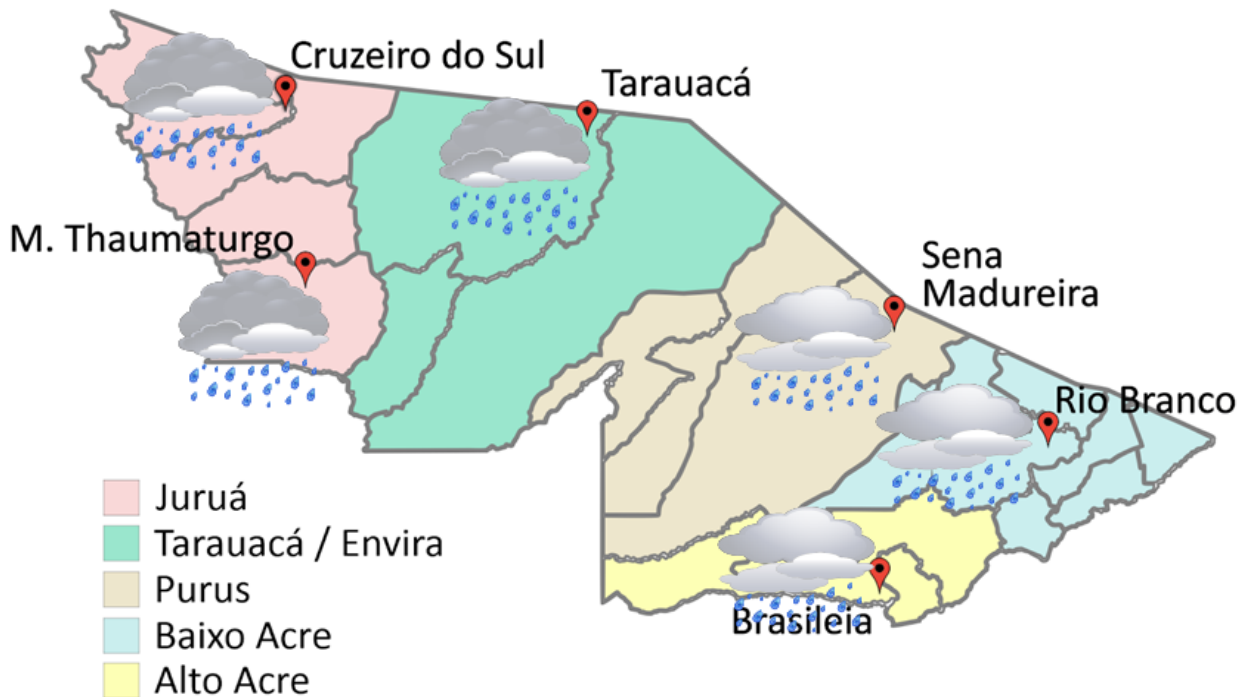 Cruzeiro do Sul
Tarauacá
M. Thaumaturgo
Sena
Madureira
Rio Branco
Brasileia
Juruá
Tarauacá / Envira
Purus
Baixo Acre
Alto Acre